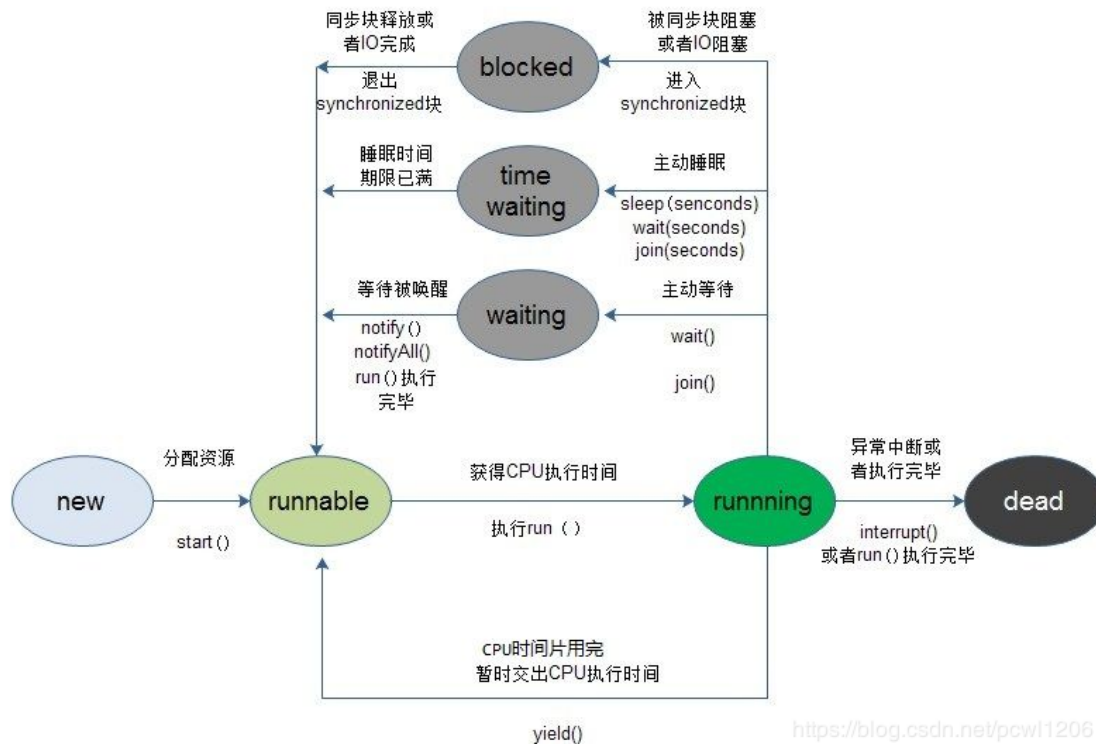 同步块释放或
者IO完成
被同步块阻塞
或者IO阻塞
blocked
退出
synchronized块
进入
synchronized块
睡眠时间
期限已满
time
waiting
主动睡眠
sleep(senconds)
wait(seconds)
join(seconds)
等待被唤醒
waiting
主动等待
notify()
notifyAll()
run()执行
完毕
wait()
join()
new
分配资源
start()
runnable
获得CPU执行时间
执行run （）
runnning
异常中断或
者执行完毕
interrupt()
或者run()执行完毕
dead
CPU时间片用完
暂时交出CPU执行时间
yield()
https://blog.csdn.net/pcwl1206